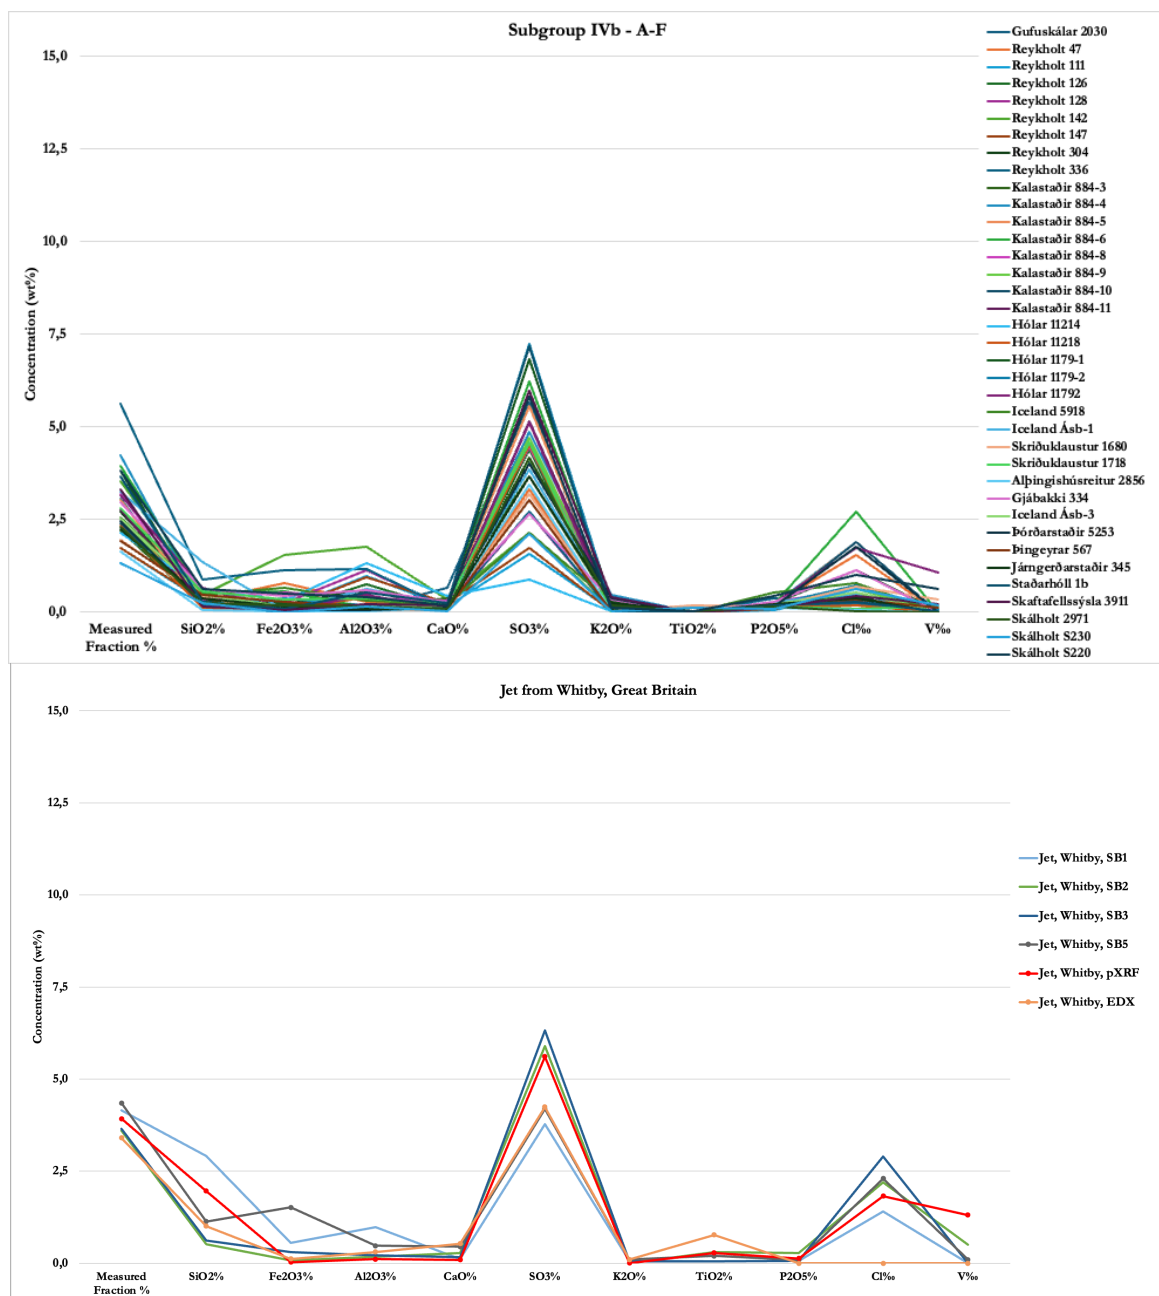 Subgroup IVb - A-F
Concentration (wt%)
15,0
12,5
10,0
7,5
5,0
2,5
0,0
Measured Fraction %
SiO2%
Fe2O3%
Al2O3%
CaO%
SO3%
K2O%
TiO2%
P2O5%
Cl‰
V‰
Gufuskálar 2030
Reykholt 47
Reykholt 111
Reykholt 126
Reykholt 128
Reykholt 142
Reykholt 147
Reykholt 304
Reykholt 336
Kalastaðir 884-3
Kalastaðir 884-4
Kalastaðir 884-5
Kalastaðir 884-6
Kalastaðir 884-8
Kalastaðir 884-9
Kalastaðir 884-10
Kalastaðir 884-11
Hólar 11214
Hólar 11218
Hólar 1179-1
Hólar 1179-2
Hólar 11792
Iceland 5918
Iceland Ásb-1
Skriðuklaustur 1680
Skriðuklaustur 1718
Alþingishúsreitur 2856
Gjábakki 334
Iceland Ásb-3
Þórðarstaðir 5253
Þingeyrar 567
Járngerðarstaðir 345
Staðarhóll 1b
Skaftafellssýsla 3911
Skálholt 2971
Skálholt S230
Skálholt S220
Jet from Whitby, Great Britain
Concentration (wt%)
15,0
12,5
10,0
7,5
5,0
2,5
0,0
Measured
Fraction %
SiO2%
Fe2O3%
Al2O3%
CaO%
SO3%
K2O%
TiO2%
P2O5%
Cl‰
V‰
Jet, Whitby, SB1
Jet, Whitby, SB2
Jet, Whitby, SB3
Jet, Whitby, SB5
Jet, Whitby, pXRF
Jet, Whitby, EDX